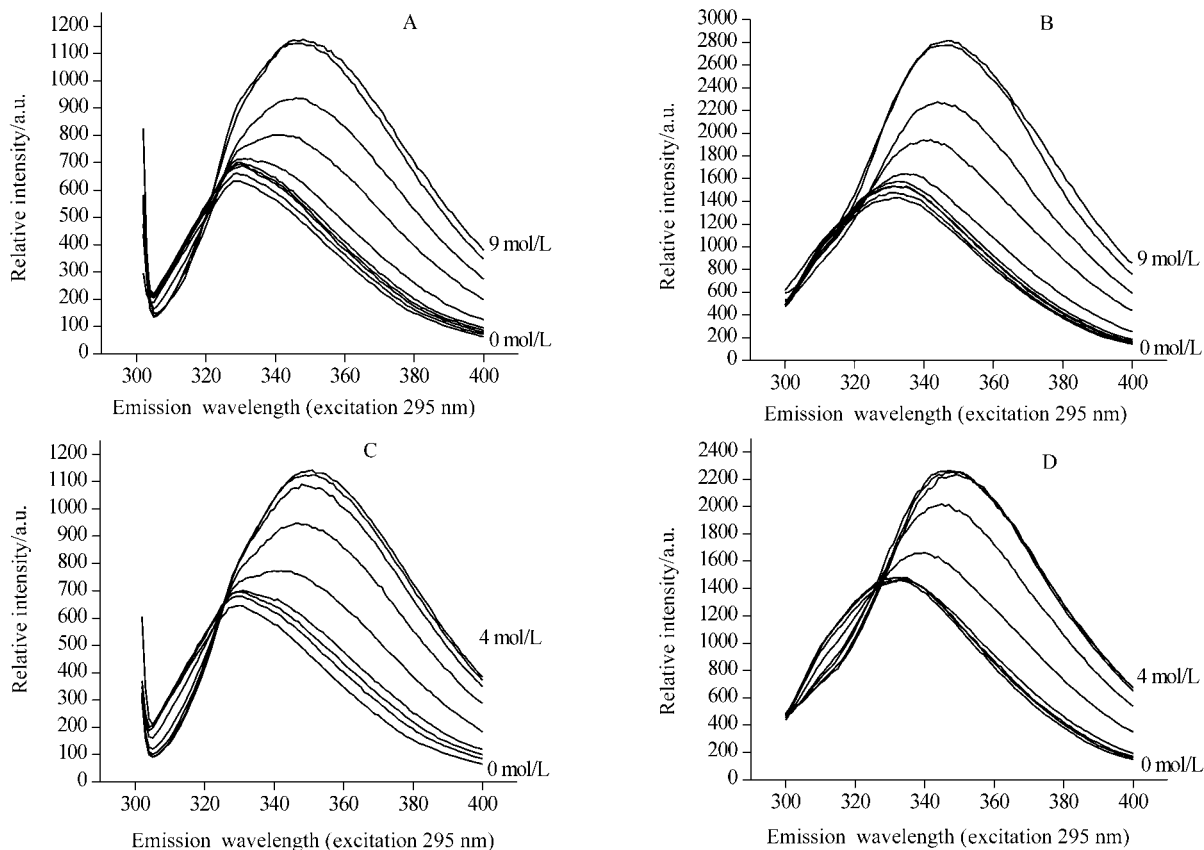 A
Relative intensity/a.u.
1200
1100
1000
900
800
700
600
500
400
300
200
100
0
9 mol/L
0 mol/L
300 320 340 360 380 400
Emission wavelength (excitation 295 nm)
B
Relative intensity/a.u.
3000
2800
2600
2400
2200
2000
1800
1600
1400
1200
1000
800
600
400
200
0
9 mol/L
0 mol/L
300 320 340 360 380 400
Emission wavelength (excitation 295 nm)
C
Relative intensity/a.u.
1200
1100
1000
900
800
700
600
500
400
300
200
100
0
4 mol/L
0 mol/L
300 320 340 360 380 400
Emission wavelength (excitation 295 nm)
D
Relative intensity/a.u.
2400
2200
2000
1800
1600
1400
1200
1000
800
600
400
200
0
4 mol/L
0 mol/L
300 320 340 360 380 400
Emission wavelength (excitation 295 nm)